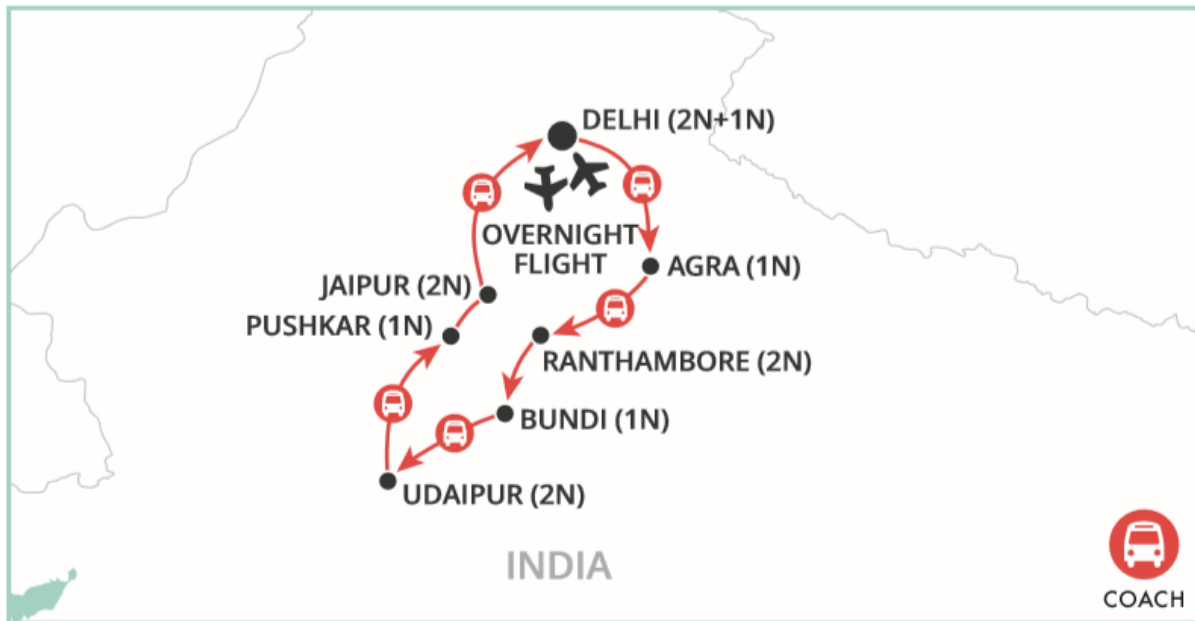 DELHI (2N+1N)
OVERNIGHT
FLIGHT
AGRA (1N)
JAIPUR (2N)
PUSHKAR (1N)
RANTHAMBORE (2N)
BUNDI (1N)
UDAIPUR (2N)
INDIA
COACH